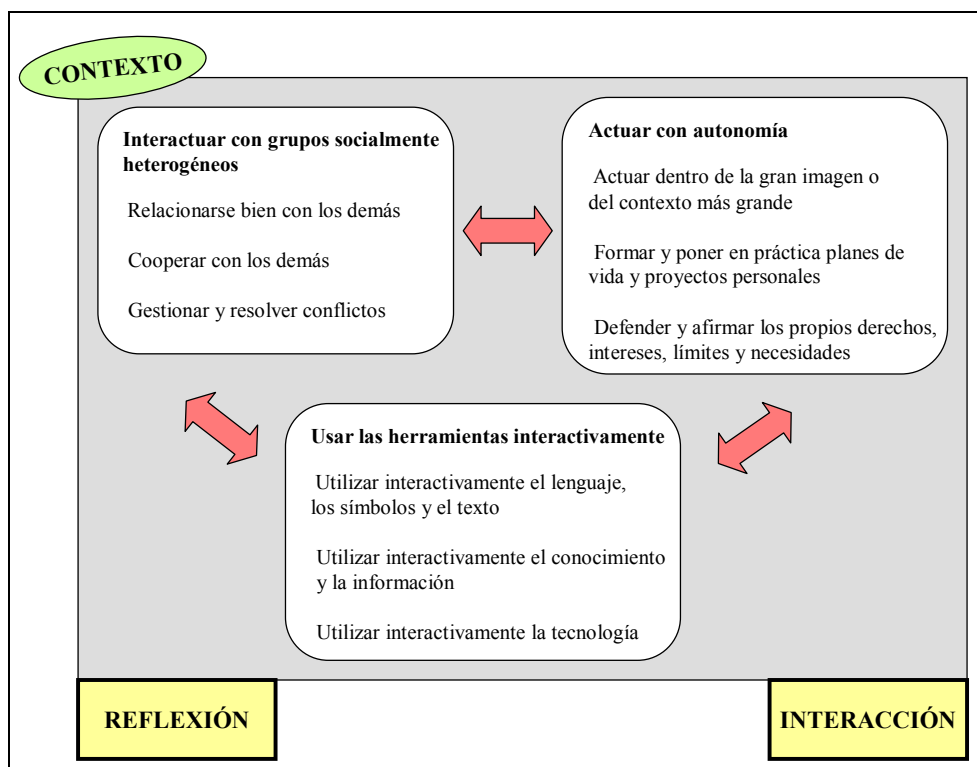 CONTEXTO
Interactuar con grupos socialmente
heterogéneos
Relacionarse bien con los demás
Cooperar con los demás
Gestionar y resolver conflictos
Actuar con autonomía
Actuar dentro de la gran imagen o
del contexto más grande
Formar y poner en práctica planes de
vida y proyectos personales
Defender y afirmar los propios derechos,
intereses, límites y necesidades
Usar las herramientas interactivamente
Utilizar interactivamente el lenguaje,
los símbolos y el texto
Utilizar interactivamente el conocimiento
y la información
Utilizar interactivamente la tecnología
REFLEXIÓN
INTERACCIÓN